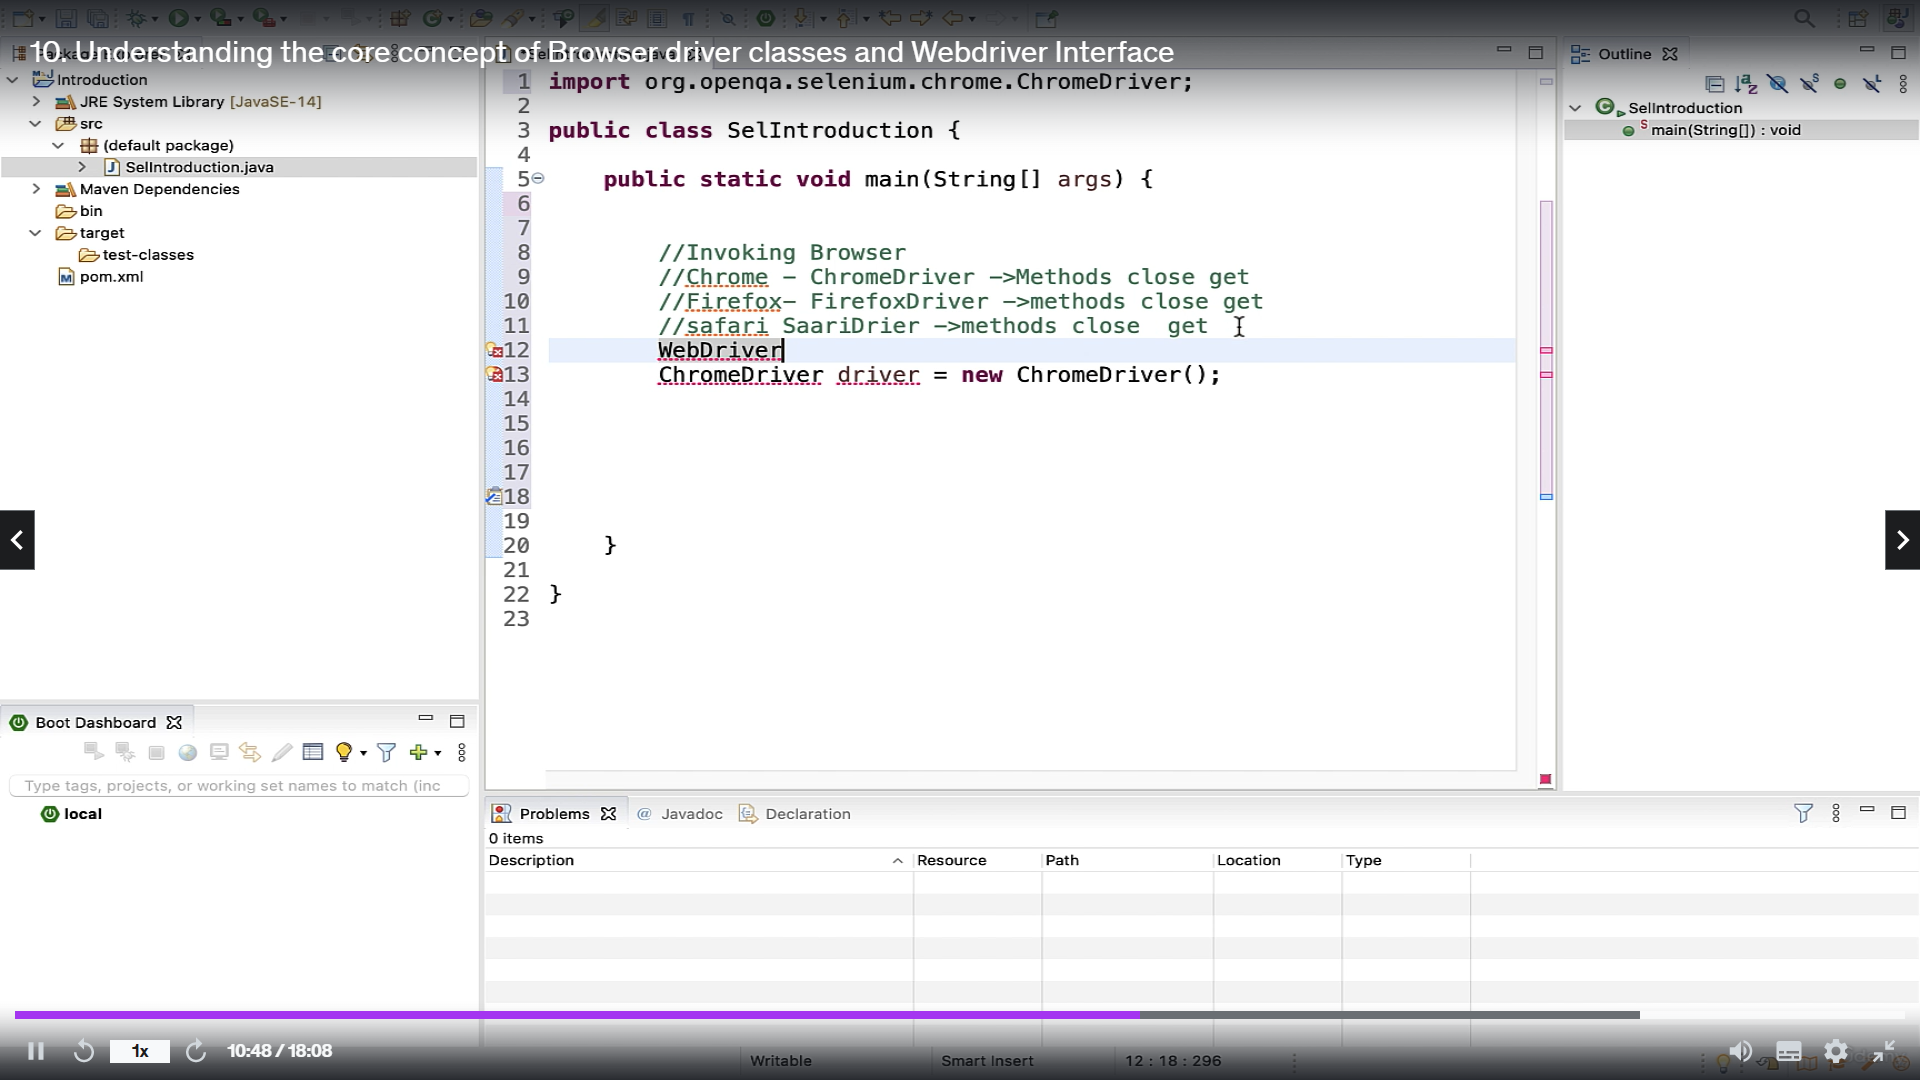 10. Understanding the core concept of Browser driver classes and Webdriver Interface
Introduction
JRE System Library [JavaSE-14]
src
(default package)
SelIntroduction.java
Maven Dependencies
bin
target
test-classes
pom.xml
1 import org.openqa.selenium.chrome.ChromeDriver;
2
3 public class SelIntroduction {
4
5 public static void main(String[] args) {
6
7
8 //Invoking Browser
9 //Chrome - ChromeDriver ->Methods close get
10 //Firefox- FirefoxDriver ->methods close get
11 //safari SaariDrier ->methods close  get
12 WebDriver
13 ChromeDriver driver = new ChromeDriver();
14
15
16
17
18
19
20 }
21
22 }
23
Outline
SelIntroduction
main(String[]) : void
Boot Dashboard
Type tags, projects, or working set names to match (inc
local
Problems @ Javadoc Declaration
0 items
Description Resource Path Location Type
1x 10:48 / 18:08
Writable Smart Insert 12 : 18 : 296